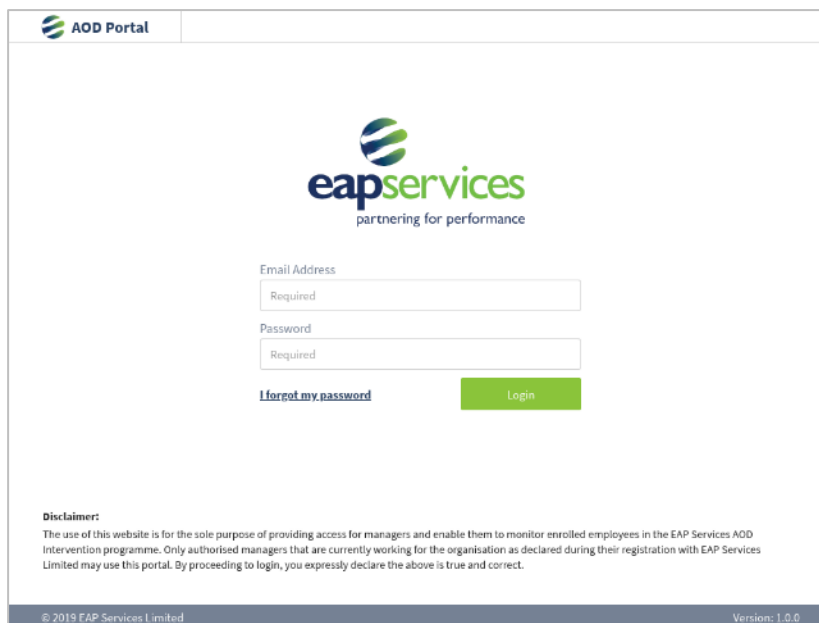 AOD Portal
eapservices
partnering for performance
Email Address
Required
Password
Required
I forgot my password
Login
Disclaimer:
The use of this website is for the sole purpose of providing access for managers and enable them to monitor enrolled employees in the EAP Services AOD
Intervention programme. Only authorised managers that are currently working for the organisation as declared during their registration with EAP Services
Limited may use this portal. By proceeding to login, you expressly declare the above is true and correct.
© 2019 EAP Services Limited
Version: 1.0.0